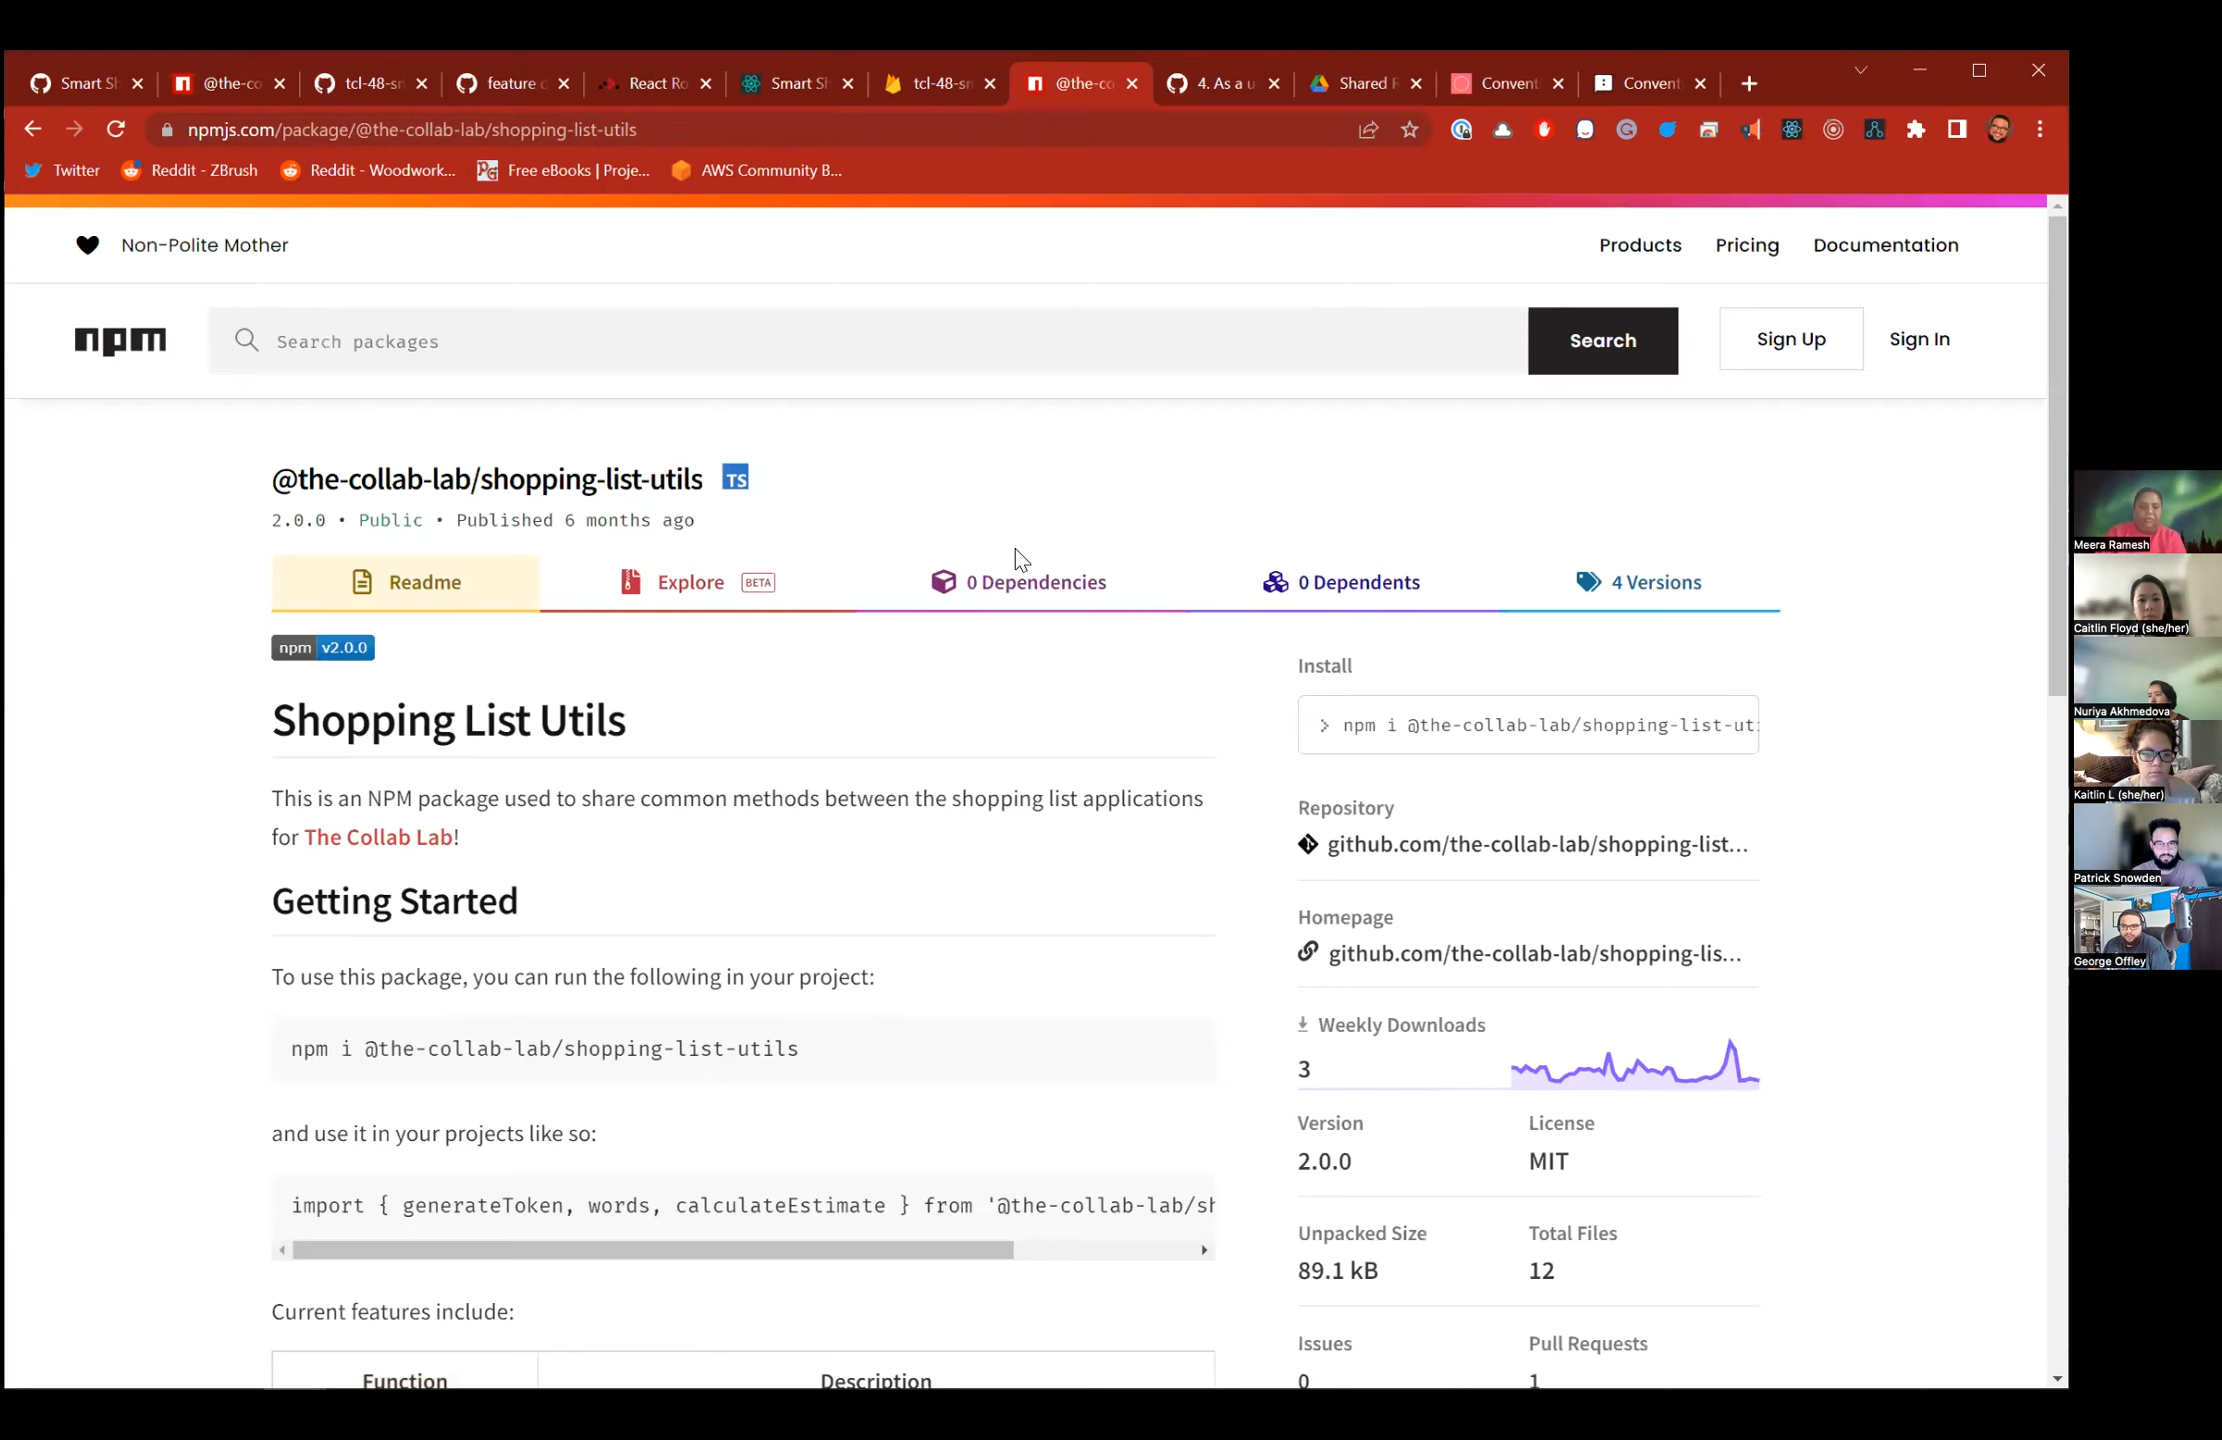 Smart S
@the-co
tcl-48-sn
feature c
React Ro
Smart S
tcl-48-sn
@the-co
4. As a u
Shared F
Convent
Convent
npmjs.com/package/@the-collab-lab/shopping-list-utils
Twitter
Reddit - ZBrush
Reddit - Woodwork...
Free eBooks | Proje...
AWS Community B...
Non-Polite Mother
Products
Pricing
Documentation
npm
Search packages
Search
Sign Up
Sign In
@the-collab-lab/shopping-list-utils TS
2.0.0 • Public • Published 6 months ago
Readme
Explore BETA
0 Dependencies
0 Dependents
4 Versions
npm v2.0.0
Shopping List Utils
This is an NPM package used to share common methods between the shopping list applications
for The Collab Lab!
Getting Started
To use this package, you can run the following in your project:
npm i @the-collab-lab/shopping-list-utils
and use it in your projects like so:
import { generateToken, words, calculateEstimate } from '@the-collab-lab/sh
Current features include:
Function
Description
Install
> npm i @the-collab-lab/shopping-list-ut
Repository
github.com/the-collab-lab/shopping-list...
Homepage
github.com/the-collab-lab/shopping-lis...
Weekly Downloads
3
Version
2.0.0
License
MIT
Unpacked Size
89.1 kB
Total Files
12
Issues
0
Pull Requests
1
Meera Ramesh
Caitlin Floyd (she/her)
Nuriya Akhmedova
Kaitlin L (she/her)
Patrick Snowden
George Offley